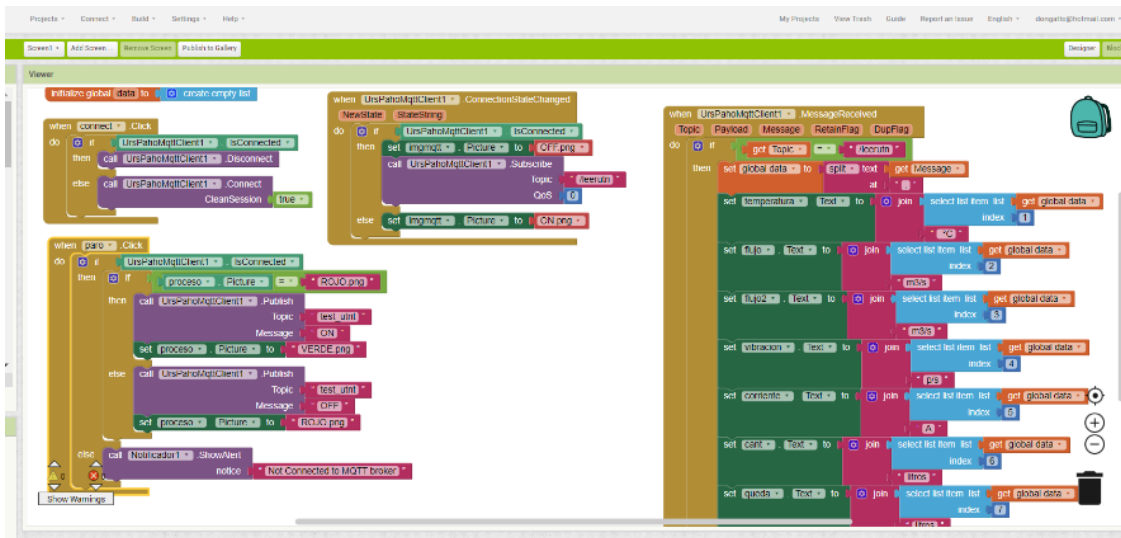 Projects Connect Build Settings Help My Projects View Trash Guide Report an Issue English
Screen1 Add Screen... Remove Screen Publish to Gallery Designer
Viewer
initialize global data to create empty list
when connect .Click
do if UrsPahoMqttClient1 . IsConnected
then call UrsPahoMqttClient1 .Disconnect
else call UrsPahoMqttClient1 .Connect
CleanSession true
when paro .Click
do if UrsPahoMqttClient1 . IsConnected
then if proceso . Picture = " ROJO.png "
then call UrsPahoMqttClient1 .Publish
Topic " test_utnt "
Message " ON "
set proceso . Picture to " VERDE.png "
else call UrsPahoMqttClient1 .Publish
Topic " test_utnt "
Message " OFF "
set proceso . Picture to " ROJO.png "
else call Notificador1 .ShowAlert
notice " Not Connected to MQTT broker "
0 0
Show Warnings
when UrsPahoMqttClient1 .ConnectionStateChanged
NewState StateString
do if UrsPahoMqttClient1 . IsConnected
then set imgmqtt . Picture to OFF.png
call UrsPahoMqttClient1 .Subscribe
Topic " /leerutn "
QoS 0
else set imgmqtt . Picture to ON.png
when UrsPahoMqttClient1 .MessageReceived
Topic Payload Message RetainFlag DupFlag
do if get Topic = " /leerutn "
then set global data to split text get Message
at
set temperatura . Text to join select list item list get global data
index 1
" °C "
set flujo . Text to join select list item list get global data
index 2
" m3/s "
set flujo2 . Text to join select list item list get global data
index 3
" m3/s "
set vibracion . Text to join select list item list get global data
index 4
" p/s "
set corriente . Text to join select list item list get global data
index 5
" A "
set cant . Text to join select list item list get global data
index 6
" litros "
set queda . Text to join select list item list get global data
index 7
" litros "